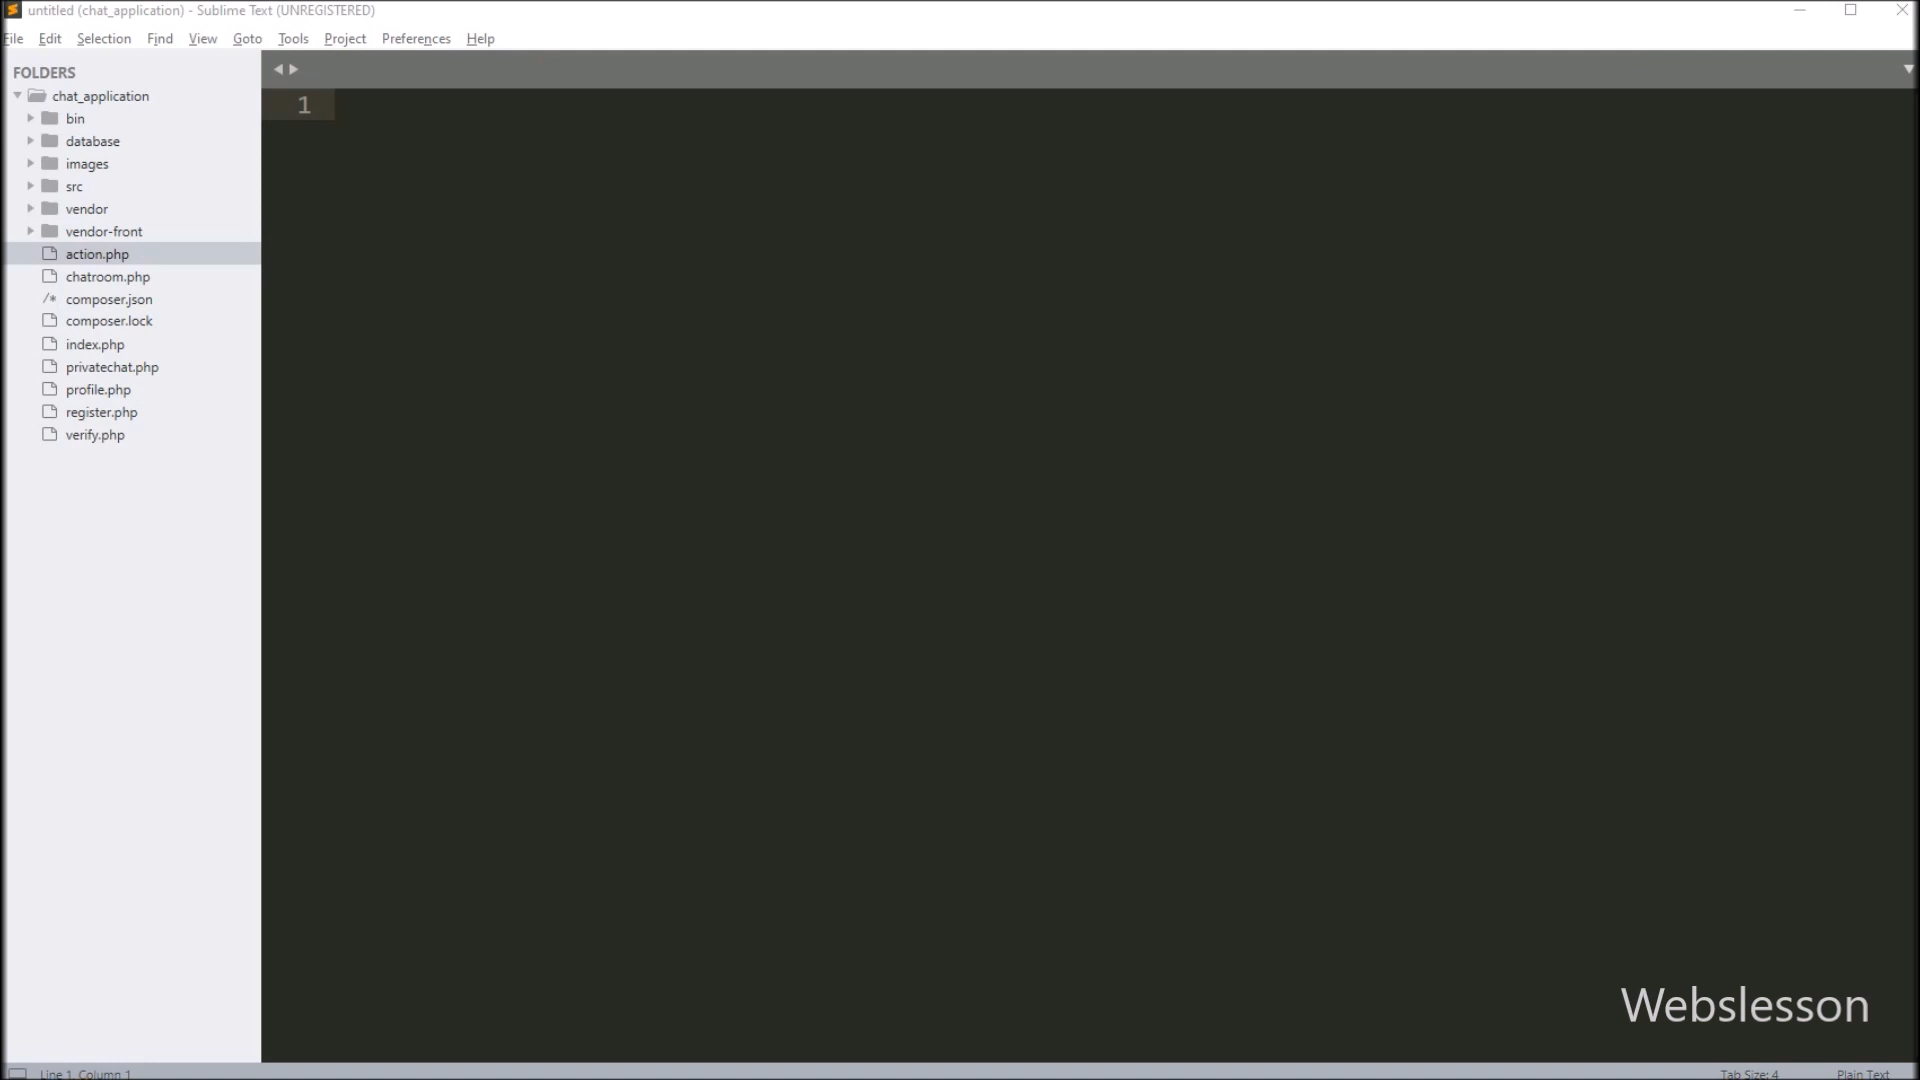 untitled (chat_application) - Sublime Text (UNREGISTERED)
File Edit Selection Find View Goto Tools Project Preferences Help
FOLDERS
chat_application
bin
database
images
src
vendor
vendor-front
action.php
chatroom.php
/* composer.json
composer.lock
index.php
privatechat.php
profile.php
register.php
verify.php
1
Webslesson
Line 1, Column 1
Tab Size: 4
Plain Text